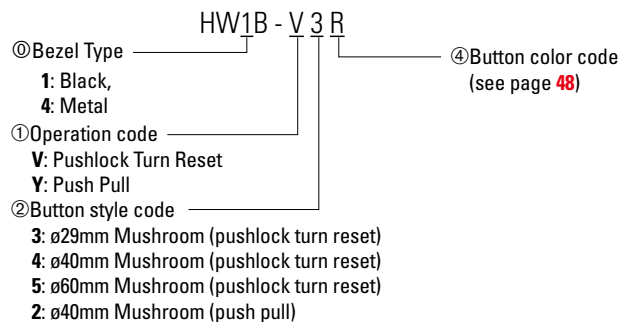 HW1B - V 3 R
⓪Bezel Type
1: Black,
4: Metal
④Button color code
(see page 48)
①Operation code
V: Pushlock Turn Reset
Y: Push Pull
②Button style code
3: ø29mm Mushroom (pushlock turn reset)
4: ø40mm Mushroom (pushlock turn reset)
5: ø60mm Mushroom (pushlock turn reset)
2: ø40mm Mushroom (push pull)